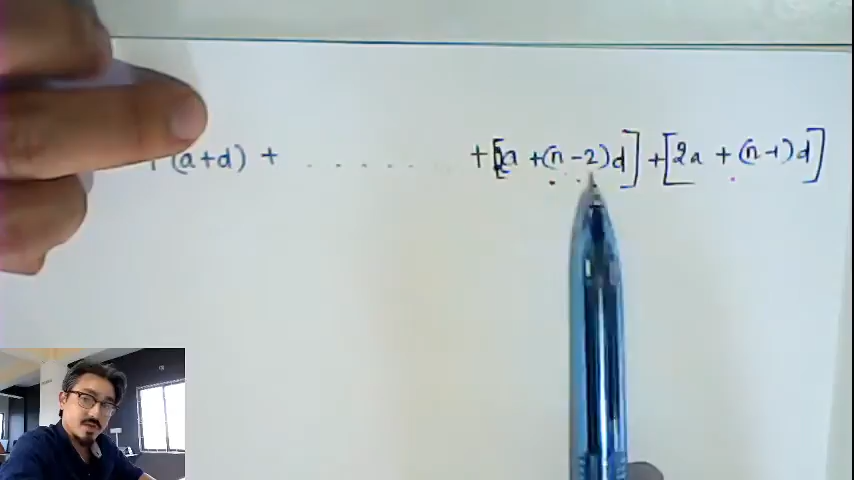 + (a+d) + . . . . . . + [a + (n-2)d] + [2a + (n-1)d]